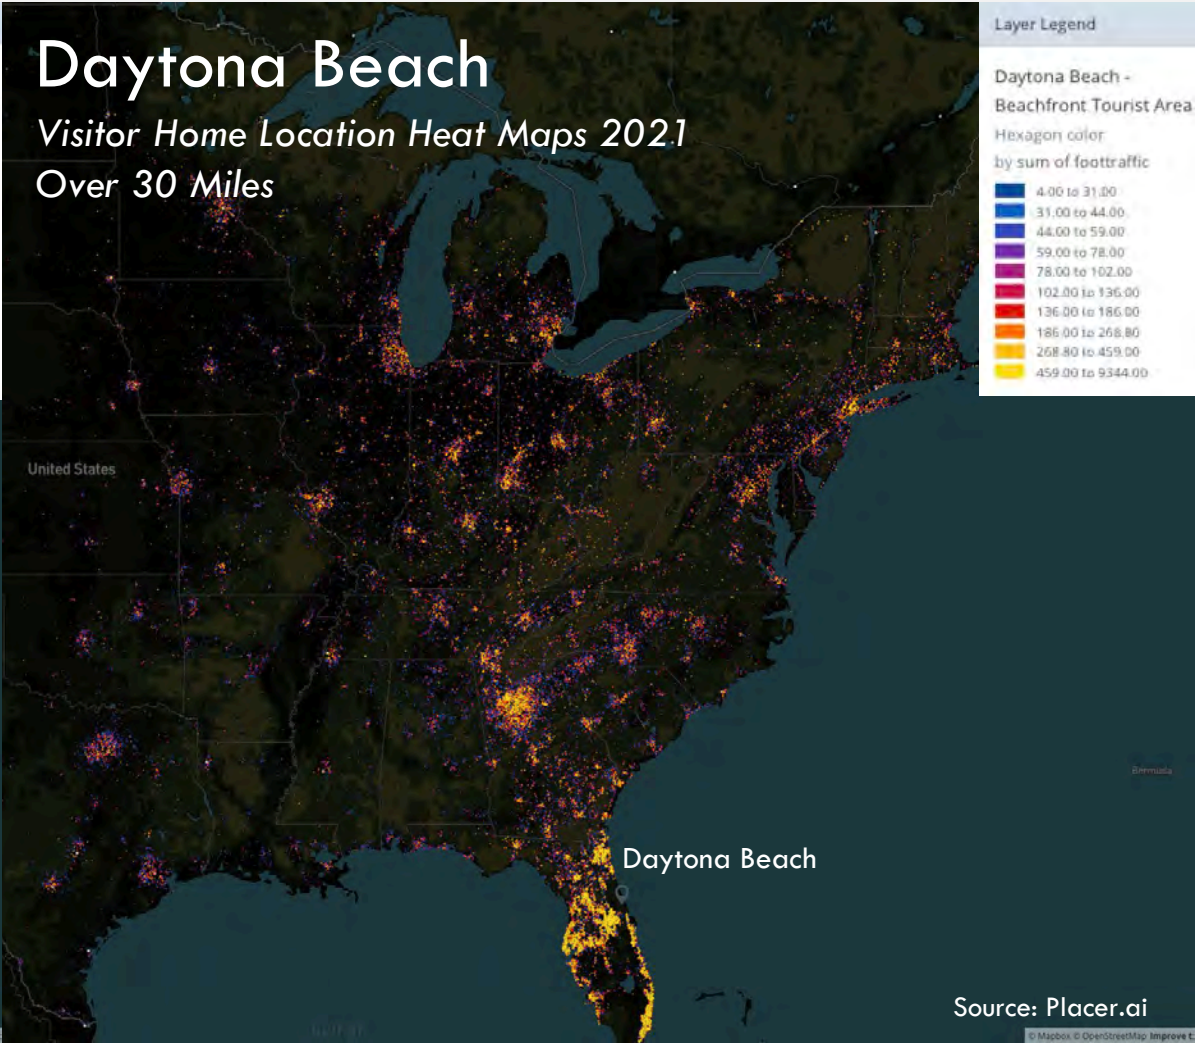 Daytona Beach
Visitor Home Location Heat Maps 2021
Over 30 Miles
Layer Legend
Daytona Beach -
Beachfront Tourist Area
Hexagon color
by sum of foottraffic
4.00 to 31.00
31.00 to 44.00
44.00 to 59.00
59.00 to 78.00
78.00 to 102.00
102.00 to 136.00
136.00 to 186.00
186.00 to 268.80
268.80 to 459.00
459.00 to 9344.00
United States
Bermuda
Daytona Beach
Source: Placer.ai
© Mapbox © OpenStreetMap Improve t